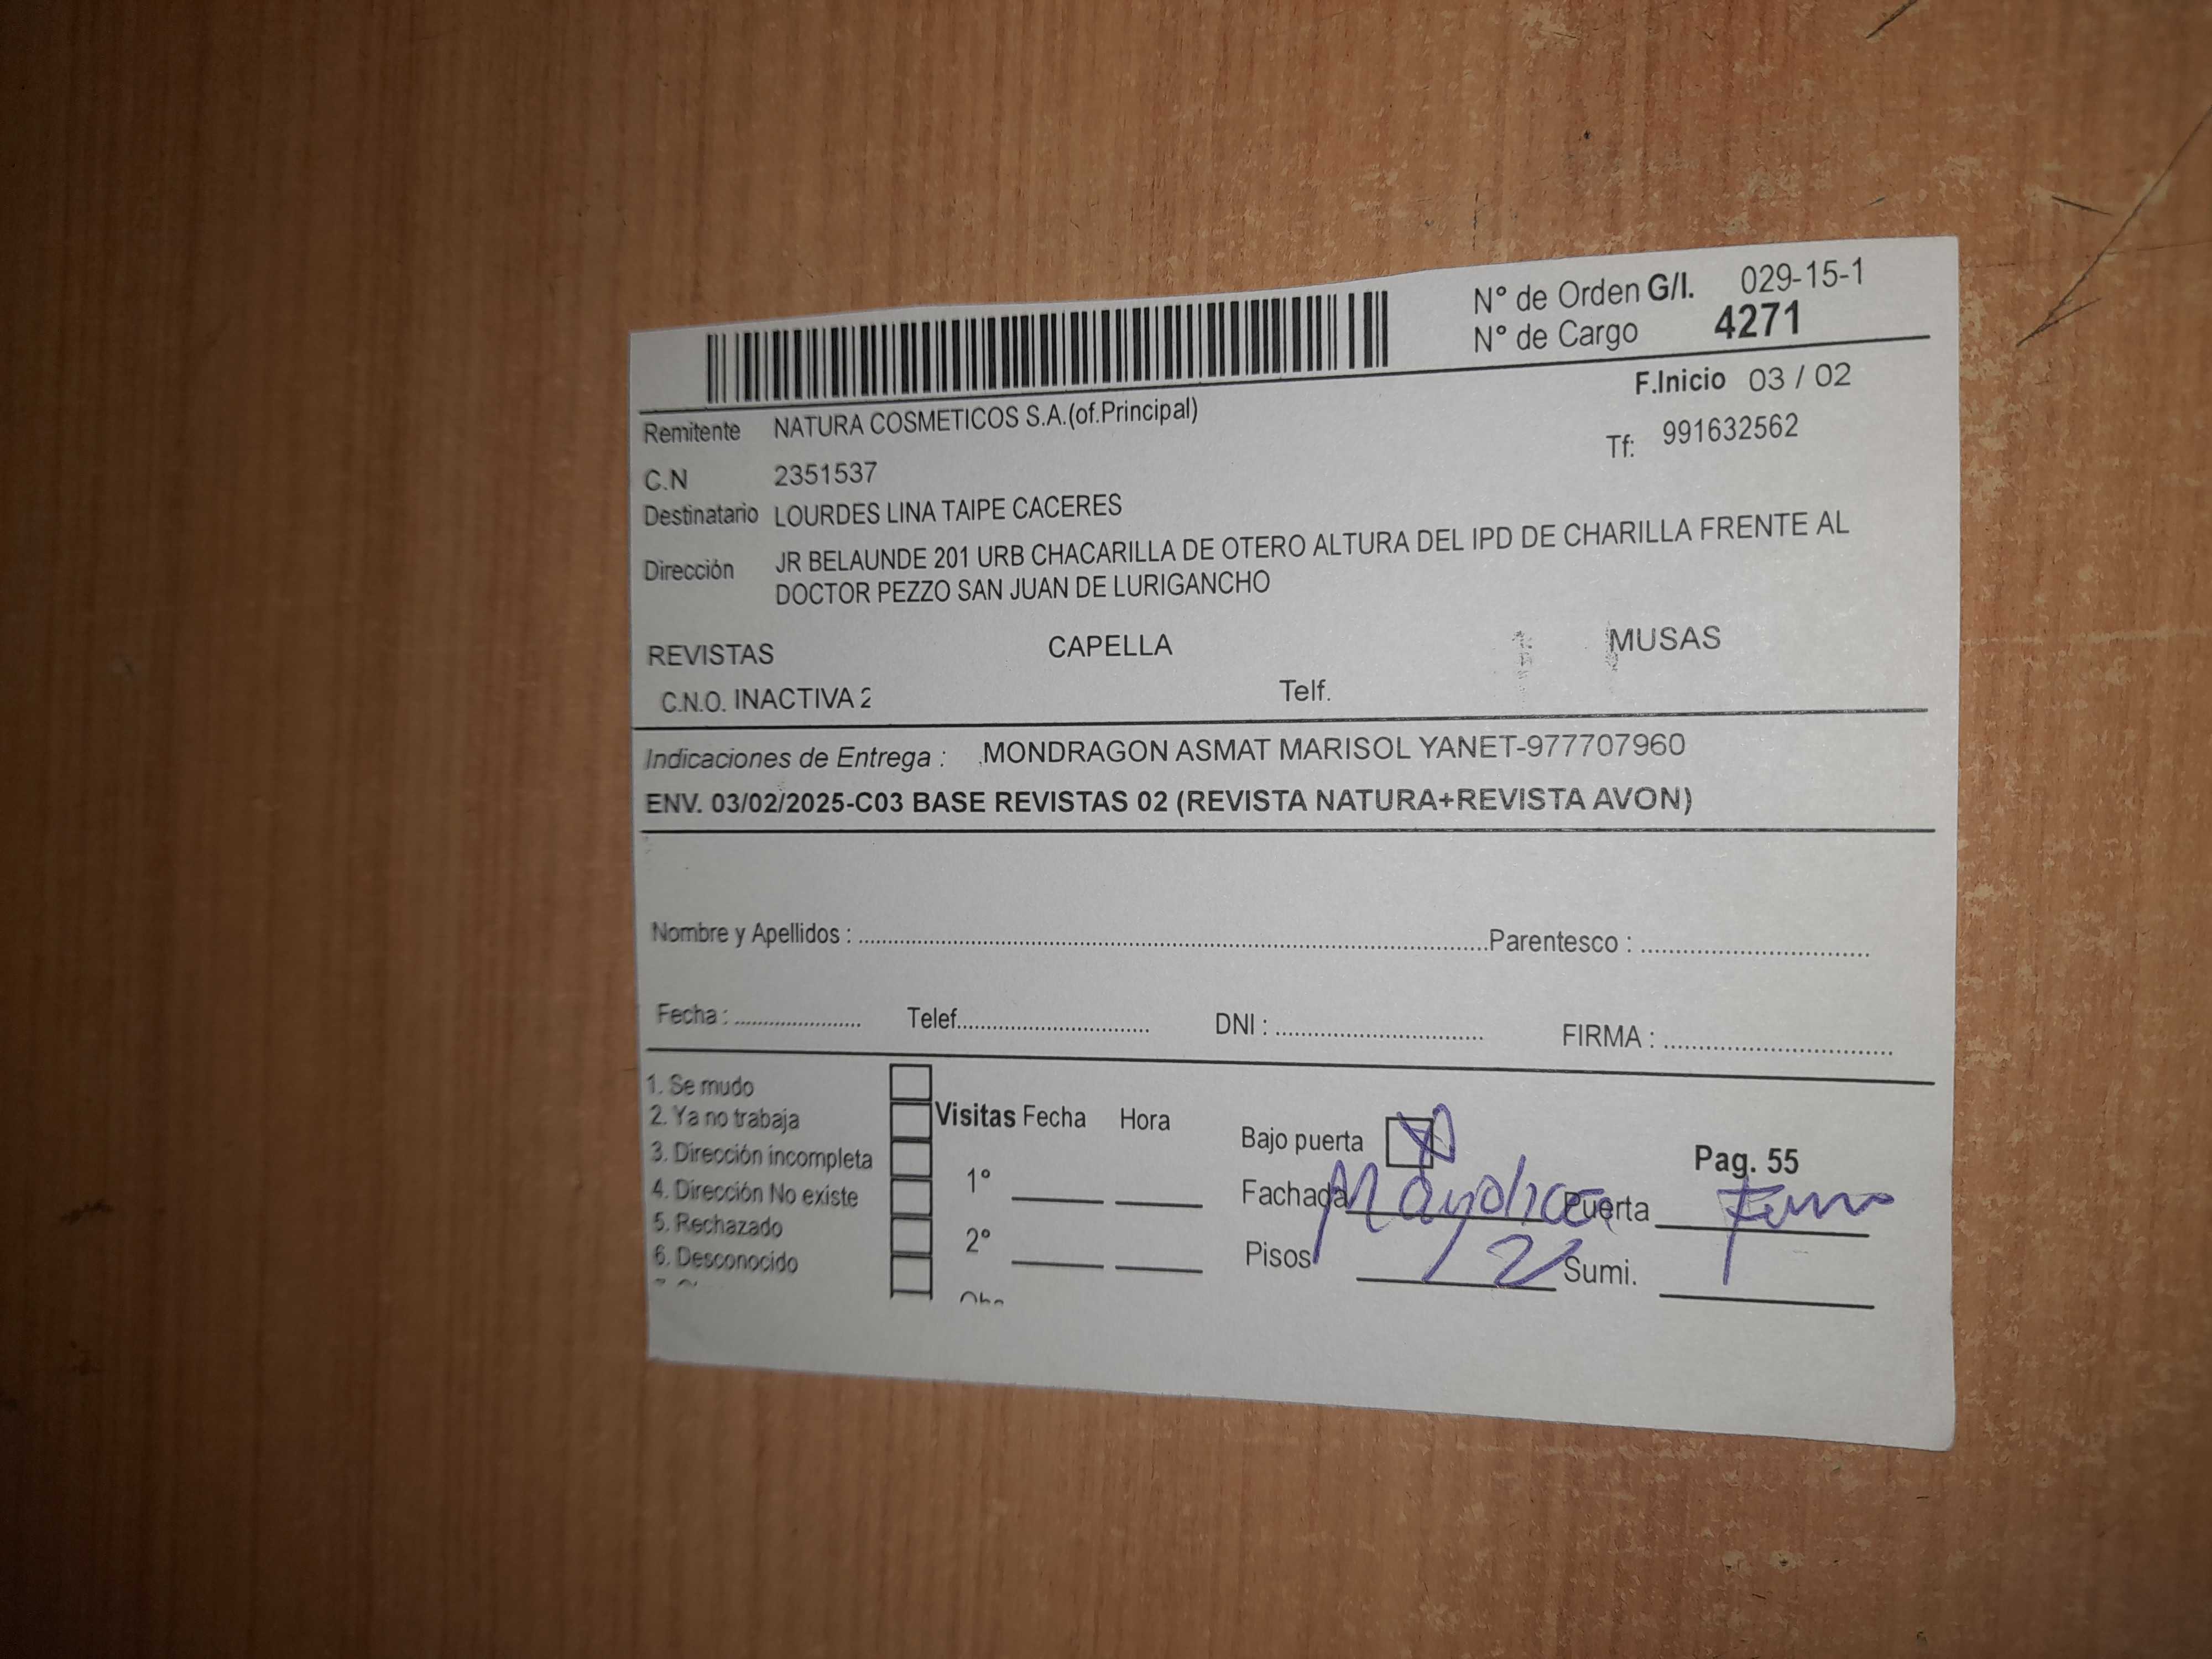 N° de Orden G/I. 029-15-1
N° de Cargo 4271
F.Inicio 03 / 02
Remitente NATURA COSMETICOS S.A.(of.Principal)
Tf: 991632562
C.N 2351537
Destinatario LOURDES LINA TAIPE CACERES
Dirección JR BELAUNDE 201 URB CHACARILLA DE OTERO ALTURA DEL IPD DE CHARILLA FRENTE AL
DOCTOR PEZZO SAN JUAN DE LURIGANCHO
REVISTAS CAPELLA 1 MUSAS
C.N.O. INACTIVA 2 Telf.
Indicaciones de Entrega : MONDRAGON ASMAT MARISOL YANET-977707960
ENV. 03/02/2025-C03 BASE REVISTAS 02 (REVISTA NATURA+REVISTA AVON)
Nombre y Apellidos : Parentesco :
Fecha : Telef. DNI : FIRMA :
1. Se mudo
2. Ya no trabaja
3. Dirección incompleta
4. Dirección No existe
5. Rechazado
6. Desconocido
Visitas Fecha Hora
1°
2°
Bajo puerta X
Pag. 55
Fachada Mayolica Puerta
Pisos 2 Sumi.